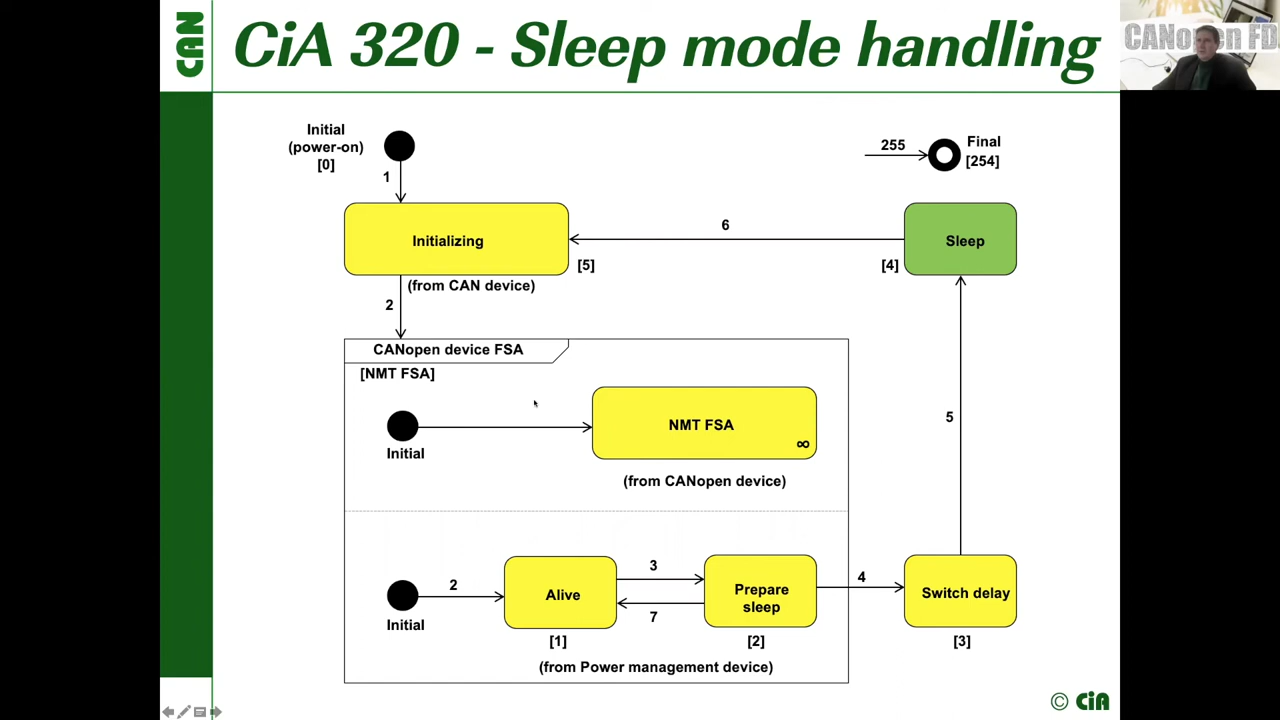 CAN
CiA 320 - Sleep mode handling
CANopen FD
Initial
(power-on)
[0]
1
255
Final
[254]
Initializing
6
Sleep
[5]
[4]
(from CAN device)
2
CANopen device FSA
[NMT FSA]
NMT FSA
∞
Initial
(from CANopen device)
5
2
Alive
3
7
Prepare
sleep
4
Switch delay
Initial
[1]
[2]
[3]
(from Power management device)
© CiA